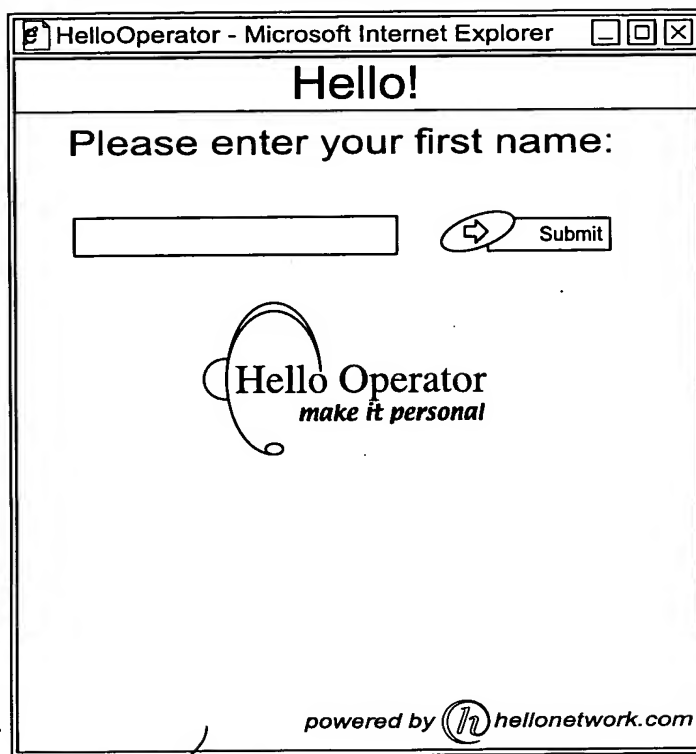 HelloOperator - Microsoft Internet Explorer
Hello!
Please enter your first name:
Submit
Hello Operator
make it personal
powered by h hellonetwork.com